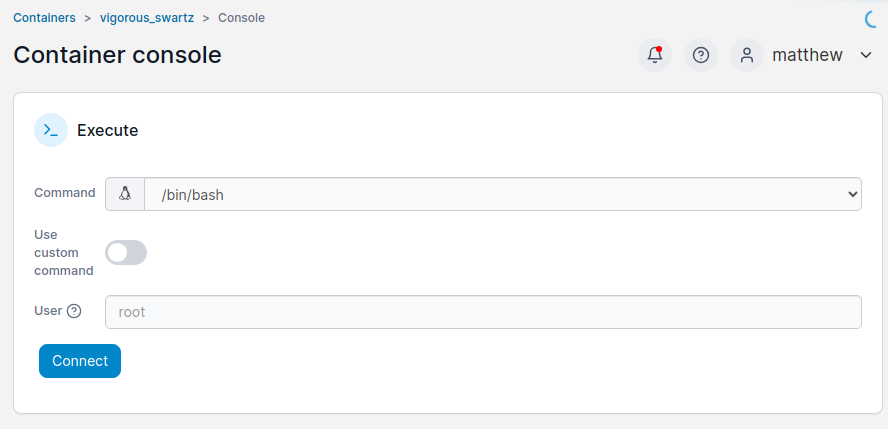 Containers > vigorous_swartz > Console
Container console
matthew
Execute
Command /bin/bash
Use
custom
command
User root
Connect